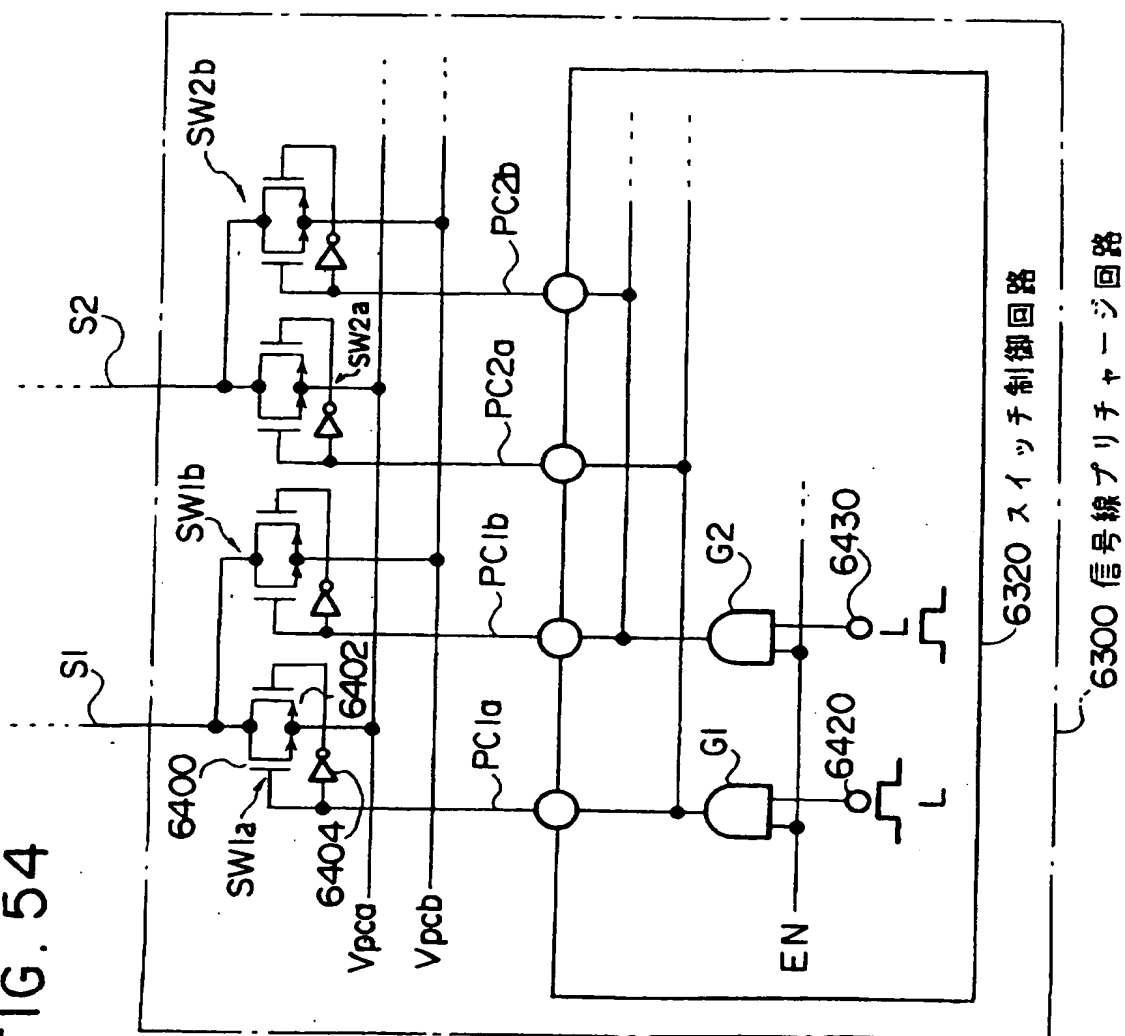 FIG. 54
S1
S2
SW1b
SW2b
6400
SW1a
6402
6404
SW2a
Vpca
Vpcb
PC1a
PC1b
PC2a
PC2b
G1
G2
EN
6420
6430
L
L
6320 スイッチ制御回路
6300 信号線プリチャージ回路